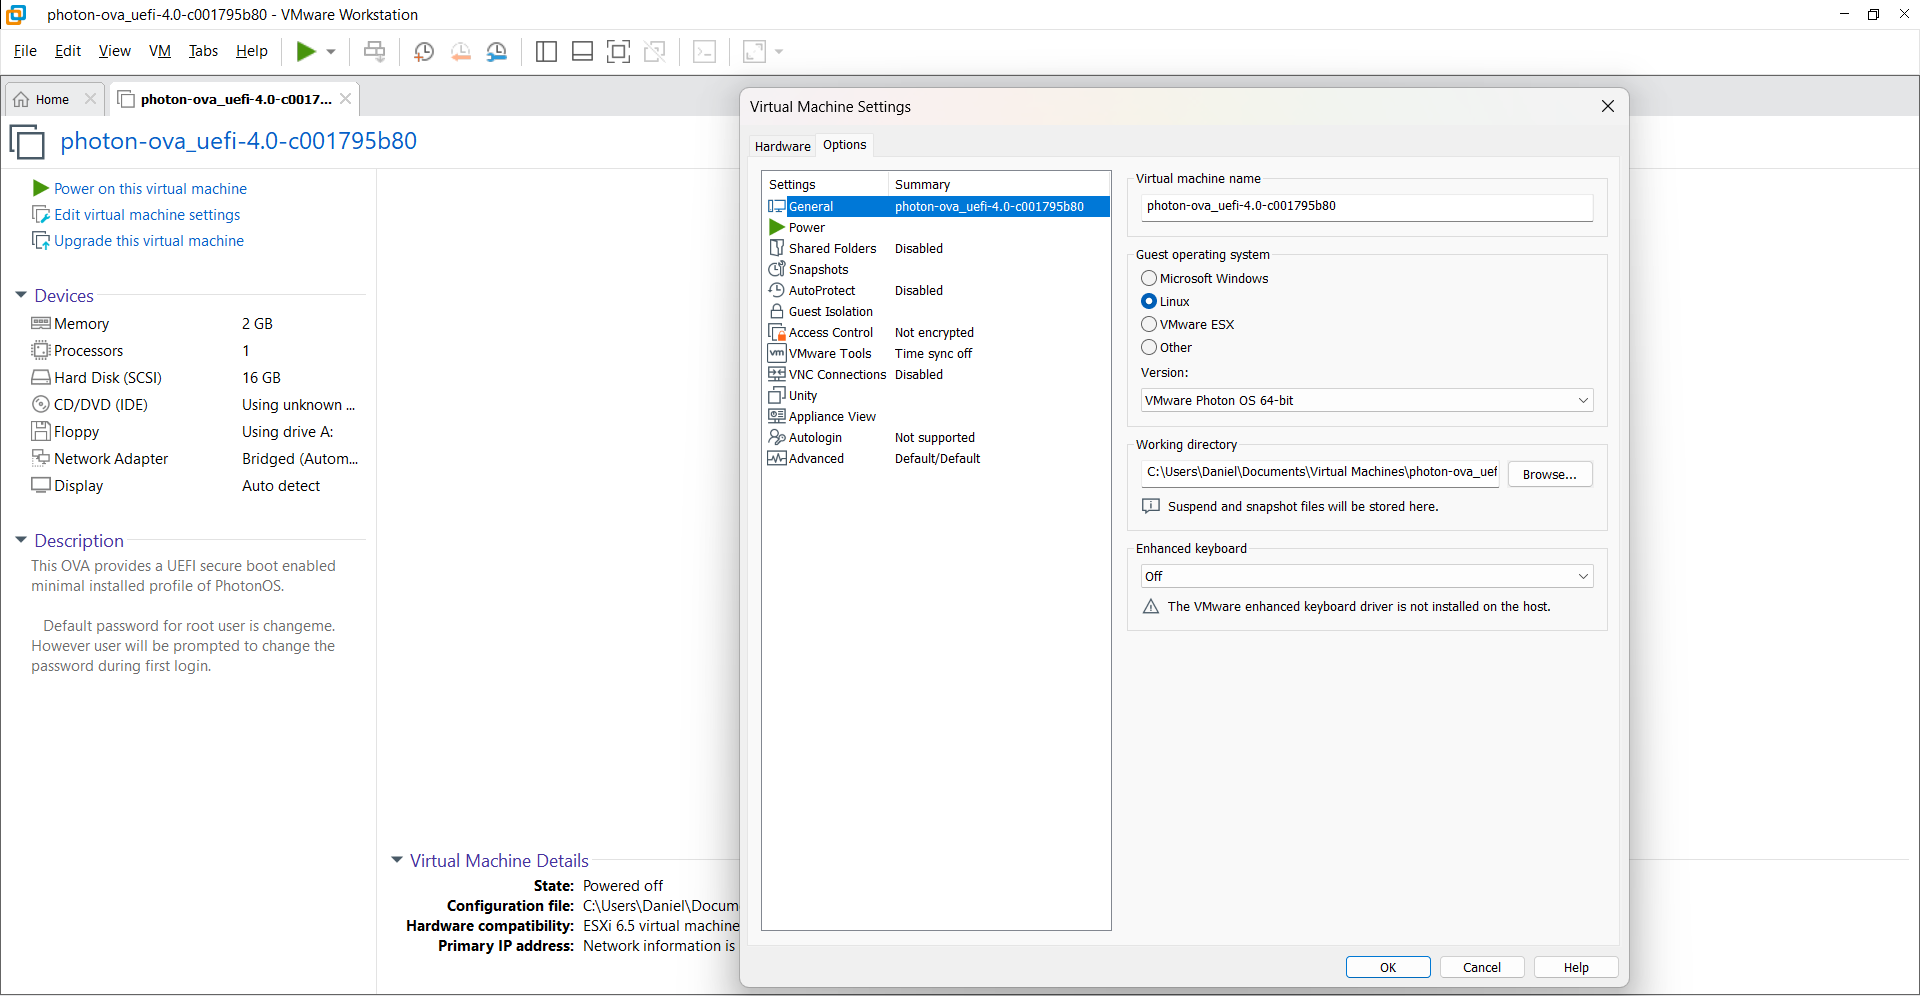 photon-ova_uefi-4.0-c001795b80 - VMware Workstation
File Edit View VM Tabs Help
Home
photon-ova_uefi-4.0-c0017...
photon-ova_uefi-4.0-c001795b80
Power on this virtual machine
Edit virtual machine settings
Upgrade this virtual machine
Devices
Memory 2 GB
Processors 1
Hard Disk (SCSI) 16 GB
CD/DVD (IDE) Using unknown ...
Floppy Using drive A:
Network Adapter Bridged (Autom...
Display Auto detect
Description
This OVA provides a UEFI secure boot enabled
minimal installed profile of PhotonOS.
Default password for root user is changeme.
However user will be prompted to change the
password during first login.
Virtual Machine Details
State: Powered off
Configuration file: C:\Users\Daniel\Docum
Hardware compatibility: ESXi 6.5 virtual machine
Primary IP address: Network information is
Virtual Machine Settings
Hardware Options
Settings Summary
General photon-ova_uefi-4.0-c001795b80
Power
Shared Folders Disabled
Snapshots
AutoProtect Disabled
Guest Isolation
Access Control Not encrypted
vm VMware Tools Time sync off
VNC Connections Disabled
Unity
Appliance View
Autologin Not supported
Advanced Default/Default
Virtual machine name
photon-ova_uefi-4.0-c001795b80
Guest operating system
Microsoft Windows
Linux
VMware ESX
Other
Version:
VMware Photon OS 64-bit
Working directory
C:\Users\Daniel\Documents\Virtual Machines\photon-ova_uef
Browse...
Suspend and snapshot files will be stored here.
Enhanced keyboard
Off
The VMware enhanced keyboard driver is not installed on the host.
OK Cancel Help